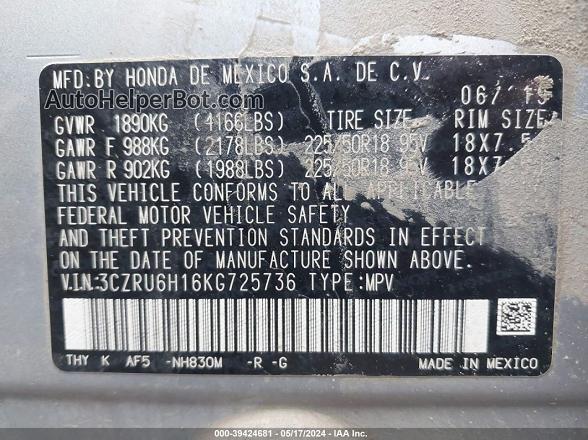 MFD. BY HONDA DE MEXICO S.A. DE C.V. 06/19
AutoHelperBot.com
GVWR 1890KG (4166LBS) TIRE SIZE RIM SIZE
GAWR F 988KG (2178LBS) 225/50R18 95V 18X7.5
GAWR R 902KG (1988LBS) 225/50R18 95V 18X7.
THIS VEHICLE CONFORMS TO ALL APPLICABLE
FEDERAL MOTOR VEHICLE SAFETY
AND THEFT PREVENTION STANDARDS IN EFFECT
ON THE DATE OF MANUFACTURE SHOWN ABOVE.
V.I.N:3CZRU6H16KG725736 TYPE:MPV
THY K AF5 -NH830M -R -G MADE IN MEXICO
000-39424681 - 05/17/2024 - IAA Inc.